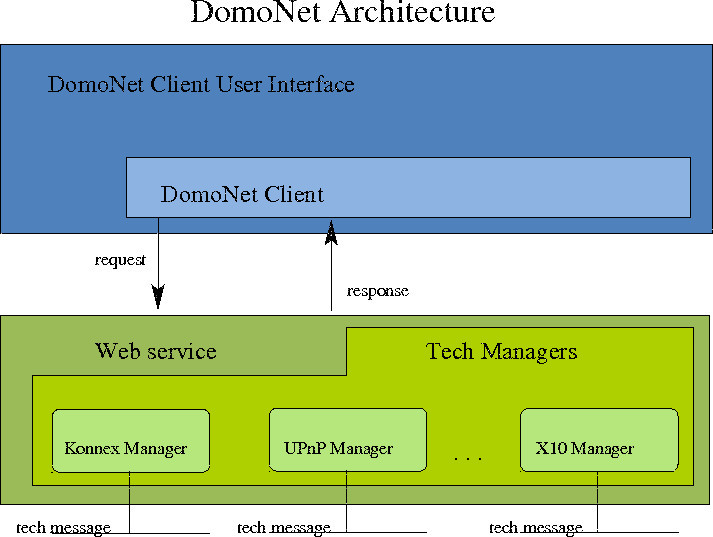 DomoNet Architecture
DomoNet Client User Interface
DomoNet Client
request
response
Web service
Tech Managers
Konnex Manager
UPnP Manager
. . .
X10 Manager
tech message
tech message
tech message